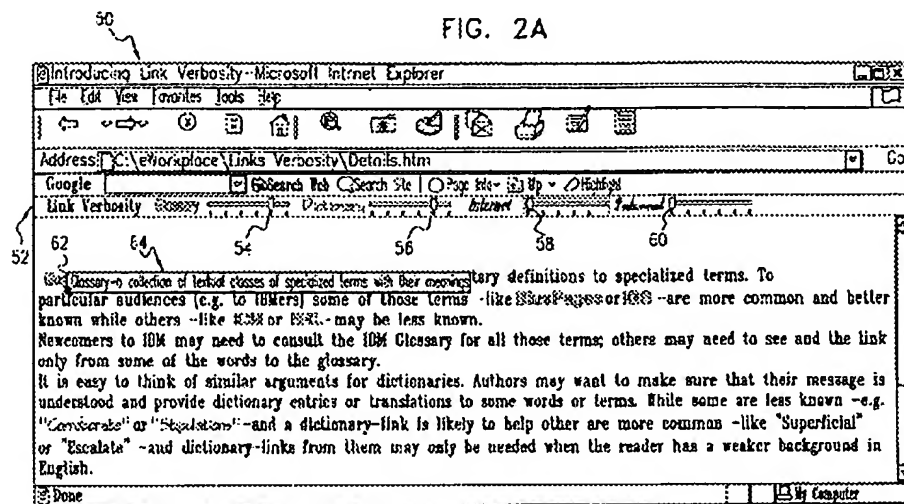 FIG. 2A
50
Introducing Link Verbosity--Microsoft Intrnet Explorer
File Edit View Favorites Tools Help
Address C:\eWorkplace\Links Verbosity\Details.htm Go
Google Search Web Search Site Page Info Up Highlight
Link Verbosity Glossary Dictionary Internet
52 62 64 54 56 58 60
Glossary-a collection of textual glosses of specialized terms with their meanings tary definitions to specialized terms. To
particular audiences (e.g. to IBMers) some of those terms -like BluePages or -are more common and better
known while others -like or -may be less known.
Newcomers to IBM may need to consult the IBM Glossary for all those terms; others may need to see and the link
only from some of the words to the glossary.
It is easy to think of similar arguments for dictionaries. Authors may want to make sure that their message is
understood and provide dictionary entries or translations to some words or terms. While some are less known -e.g.
or -and a dictionary-link is likely to help other are more common -like "Superficial"
or "Escalate" -and dictionary-links from them may only be needed when the reader has a weaker background in
English.
Done My Computer